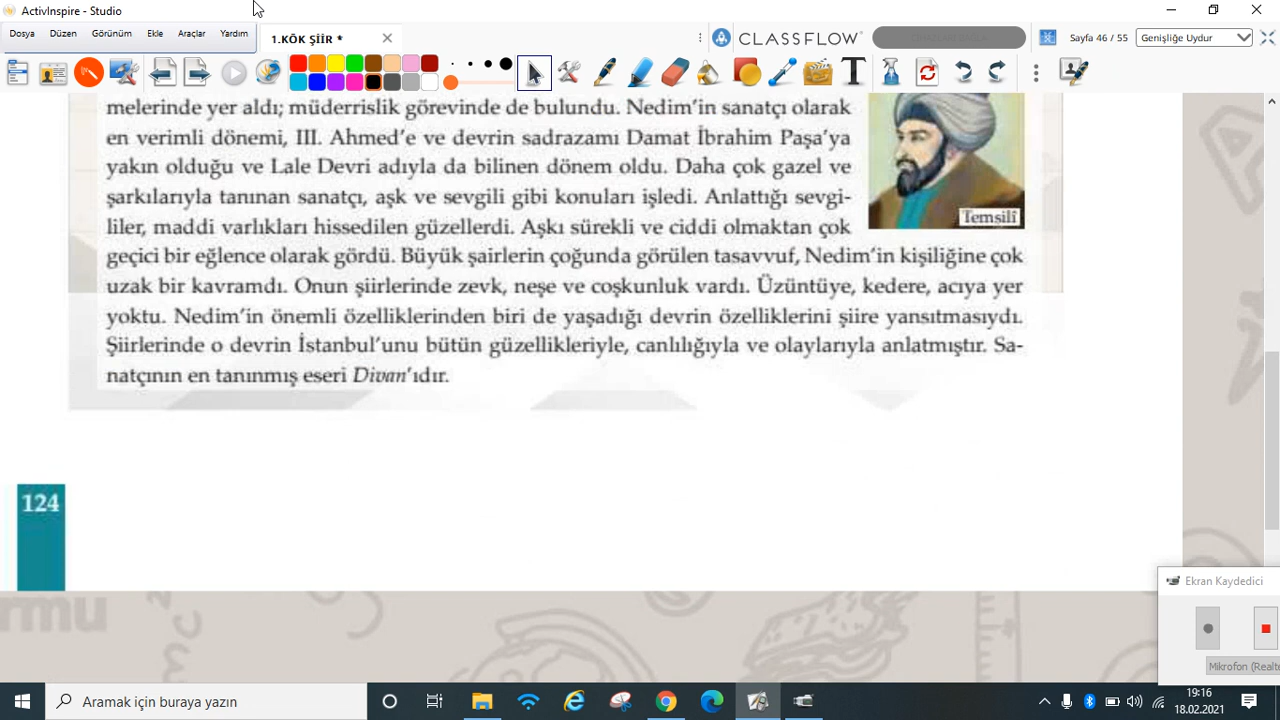 ActivInspire - Studio
Dosya Düzen Görünüm Ekle Araçlar Yardım
1.KÖK ŞİİR *
CLASSFLOW
Sayfa 46 / 55
Genişliğe Uydur
melerinde yer aldı; müderrislik görevinde de bulundu. Nedim'in sanatçı olarak
en verimli dönemi, III. Ahmed'e ve devrin sadrazamı Damat İbrahim Paşa'ya
yakın olduğu ve Lale Devri adıyla da bilinen dönem oldu. Daha çok gazel ve
şarkılarıyla tanınan sanatçı, aşk ve sevgili gibi konuları işledi. Anlattığı sevgi-
liler, maddi varlıkları hissedilen güzellerdi. Aşkı sürekli ve ciddi olmaktan çok
geçici bir eğlence olarak gördü. Büyük şairlerin çoğunda görülen tasavvuf, Nedim'in kişiliğine çok
uzak bir kavramdı. Onun şiirlerinde zevk, neşe ve coşkunluk vardı. Üzüntüye, kedere, acıya yer
yoktu. Nedim'in önemli özelliklerinden biri de yaşadığı devrin özelliklerini şiire yansıtmasıydı.
Şiirlerinde o devrin İstanbul'unu bütün güzellikleriyle, canlılığıyla ve olaylarıyla anlatmıştır. Sa-
natçının en tanınmış eseri Divan'ıdır.
Temsilî
124
Ekran Kaydedici
Mikrofon (Realte
Aramak için buraya yazın
19:16
18.02.2021